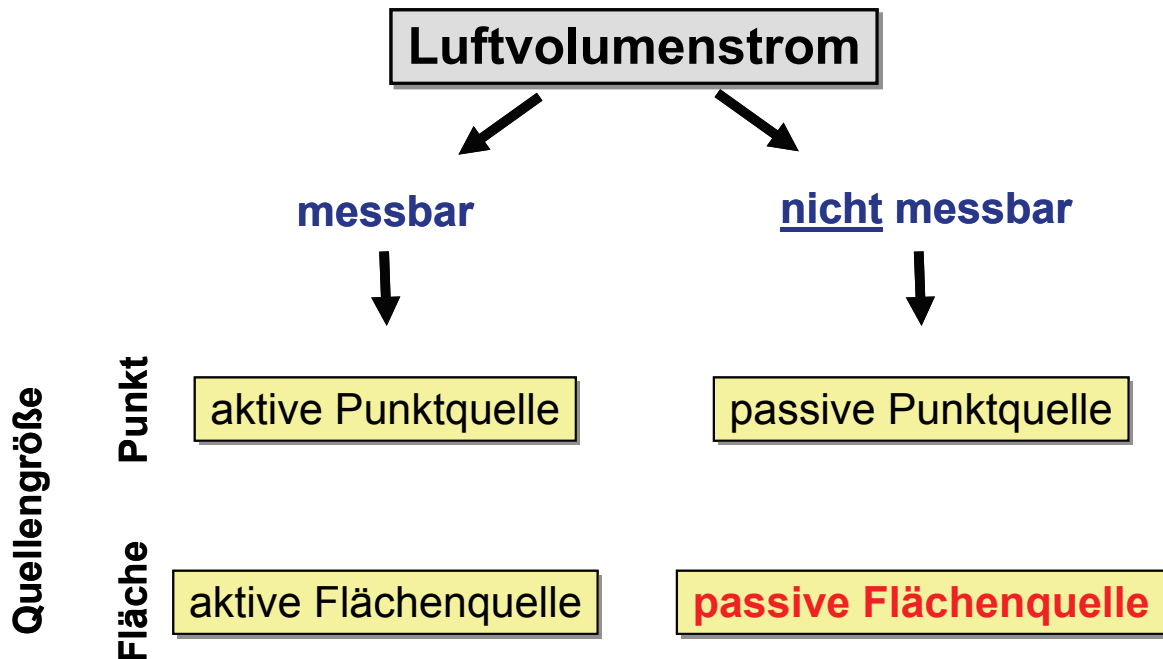 Luftvolumenstrom
messbar
nicht messbar
Quellengröße
Punkt
aktive Punktquelle
passive Punktquelle
Fläche
aktive Flächenquelle
passive Flächenquelle